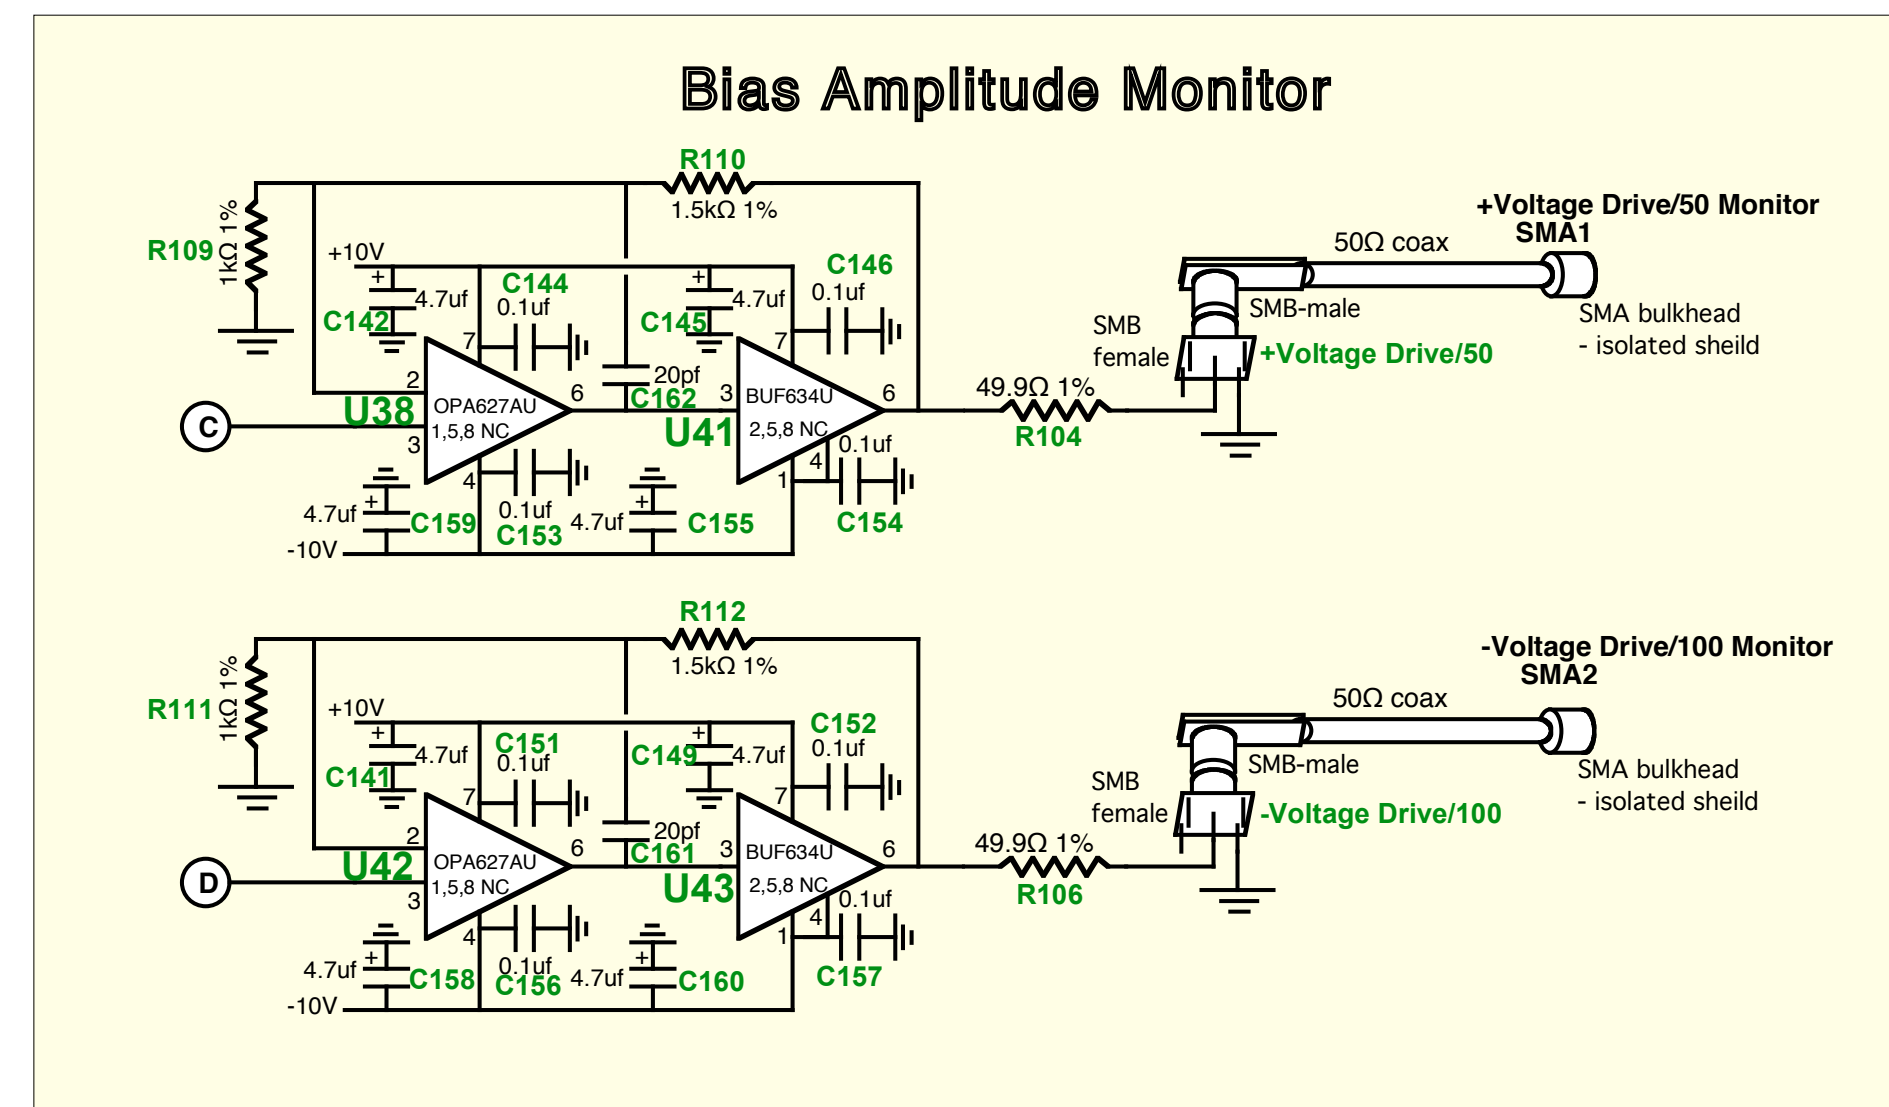 Bias Amplitude Monitor
R110
1.5kΩ 1%
R109
1kΩ 1%
+10V
+
4.7uf
C142
C144
0.1uf
+
4.7uf
C145
C146
0.1uf
7
7
2
U38
OPA627AU
1,5,8 NC
6
C
3
4
20pf
C162
3
U41
BUF634U
2,5,8 NC
6
4
1
0.1uf
C154
4.7uf
+
C159
0.1uf
C153
4.7uf
+
C155
-10V
49.9Ω 1%
R104
SMB
female
SMB-male
+Voltage Drive/50
50Ω coax
+Voltage Drive/50 Monitor
SMA1
SMA bulkhead
- isolated sheild
R112
1.5kΩ 1%
R111
1kΩ 1%
+10V
+
4.7uf
C141
C151
0.1uf
+
C149
4.7uf
C152
0.1uf
7
7
2
U42
OPA627AU
1,5,8 NC
6
D
3
4
20pf
C161
3
U43
BUF634U
2,5,8 NC
6
4
1
0.1uf
C157
4.7uf
+
C158
0.1uf
C156
4.7uf
+
C160
-10V
49.9Ω 1%
R106
SMB
female
SMB-male
-Voltage Drive/100
50Ω coax
-Voltage Drive/100 Monitor
SMA2
SMA bulkhead
- isolated sheild